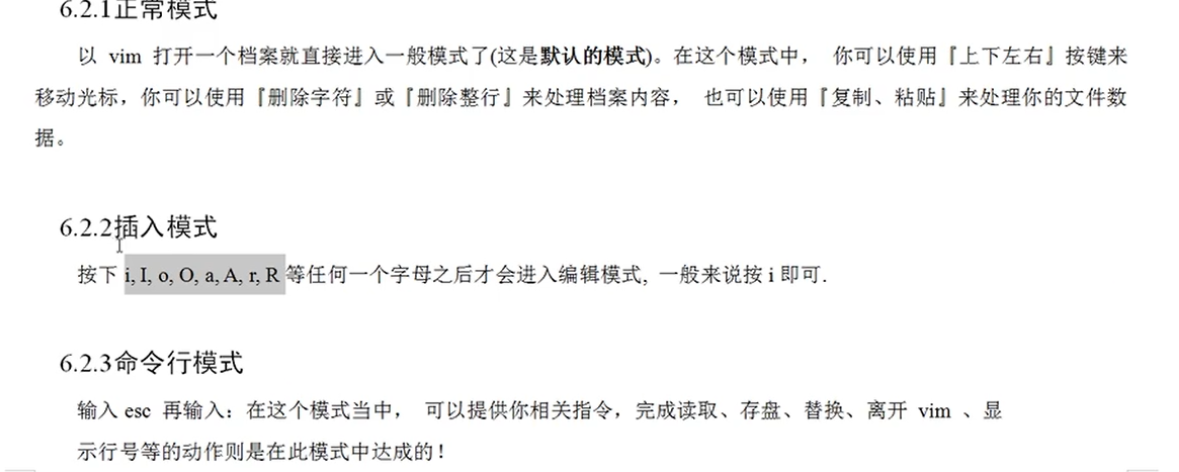 6.2.1正常模式
以 vim 打开一个档案就直接进入一般模式了(这是默认的模式)。在这个模式中， 你可以使用『上下左右』按键来
移动光标，你可以使用『删除字符』或『删除整行』来处理档案内容， 也可以使用『复制、粘贴』来处理你的文件数
据。
6.2.2插入模式
按下 i, I, o, O, a, A, r, R 等任何一个字母之后才会进入编辑模式, 一般来说按 i 即可.
6.2.3命令行模式
输入 esc 再输入：在这个模式当中， 可以提供你相关指令，完成读取、存盘、替换、离开 vim 、显
示行号等的动作则是在此模式中达成的！